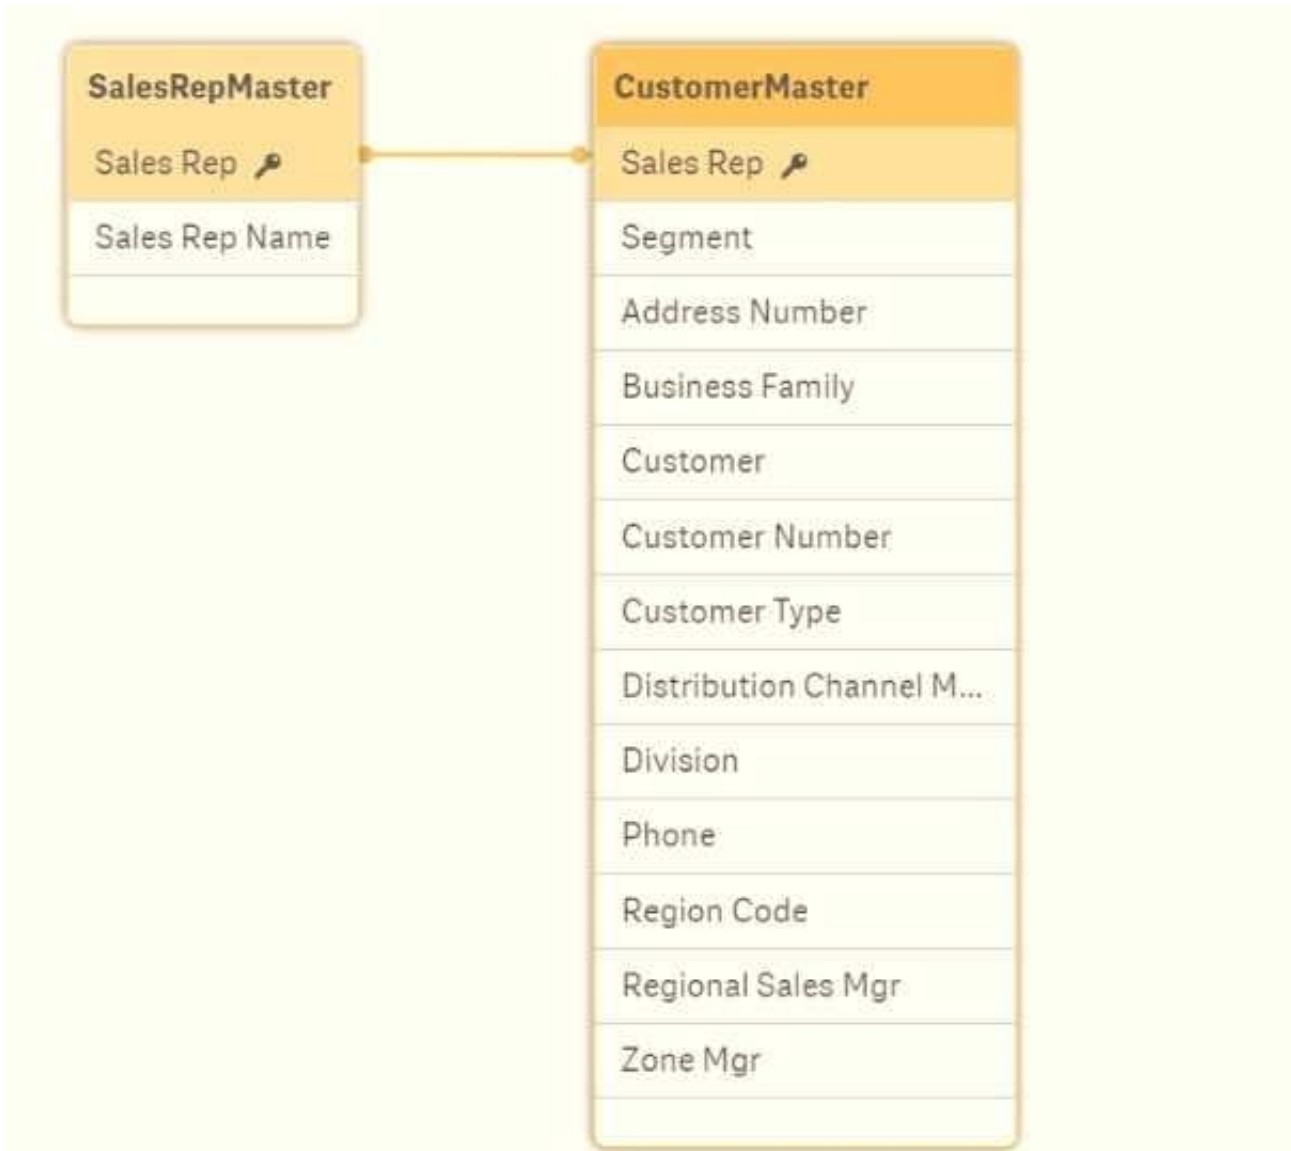 SalesRepMaster
Sales Rep
Sales Rep Name
CustomerMaster
Sales Rep
Segment
Address Number
Business Family
Customer
Customer Number
Customer Type
Distribution Channel M...
Division
Phone
Region Code
Regional Sales Mgr
Zone Mgr